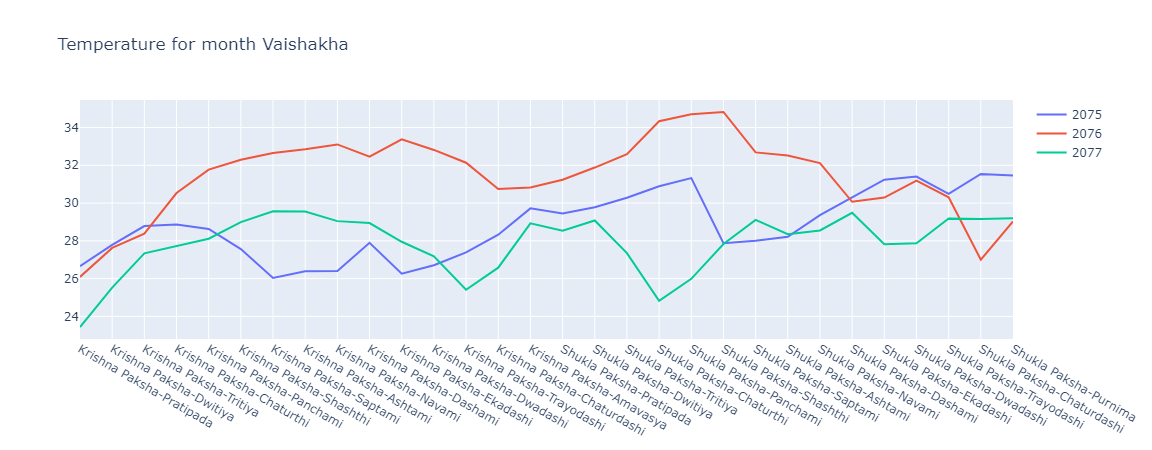 Temperature for month Vaishakha
2075
2076
2077
34
32
30
28
26
24
Krishna Paksha-Pratipada
Krishna Paksha-Dwitiya
Krishna Paksha-Tritiya
Krishna Paksha-Chaturthi
Krishna Paksha-Panchami
Krishna Paksha-Shashthi
Krishna Paksha-Saptami
Krishna Paksha-Ashtami
Krishna Paksha-Navami
Krishna Paksha-Dashami
Krishna Paksha-Ekadashi
Krishna Paksha-Dwadashi
Krishna Paksha-Trayodashi
Krishna Paksha-Chaturdashi
Krishna Paksha-Amavasya
Shukla Paksha-Pratipada
Shukla Paksha-Dwitiya
Shukla Paksha-Tritiya
Shukla Paksha-Chaturthi
Shukla Paksha-Panchami
Shukla Paksha-Shashthi
Shukla Paksha-Saptami
Shukla Paksha-Ashtami
Shukla Paksha-Navami
Shukla Paksha-Dashami
Shukla Paksha-Ekadashi
Shukla Paksha-Dwadashi
Shukla Paksha-Trayodashi
Shukla Paksha-Chaturdashi
Shukla Paksha-Purnima